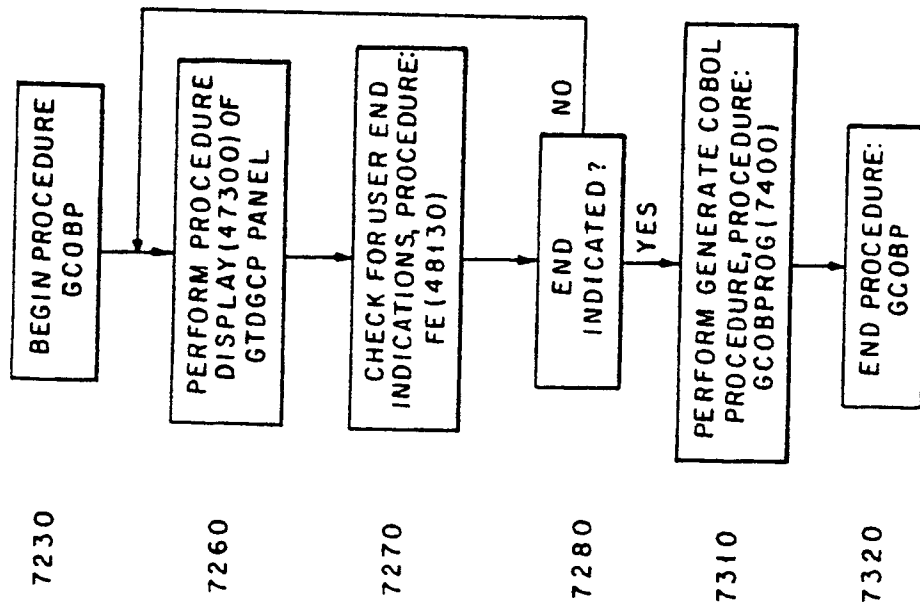 7230
BEGIN PROCEDURE
GCOBP
7260
PERFORM PROCEDURE
DISPLAY(47300) OF
GTDGCP PANEL
7270
CHECK FOR USER END
INDICATIONS, PROCEDURE:
FE(48130)
7280
END
INDICATED?
NO
YES
7310
PERFORM GENERATE COBOL
PROCEDURE, PROCEDURE:
GCOBPROG(7400)
7320
END PROCEDURE:
GCOBP